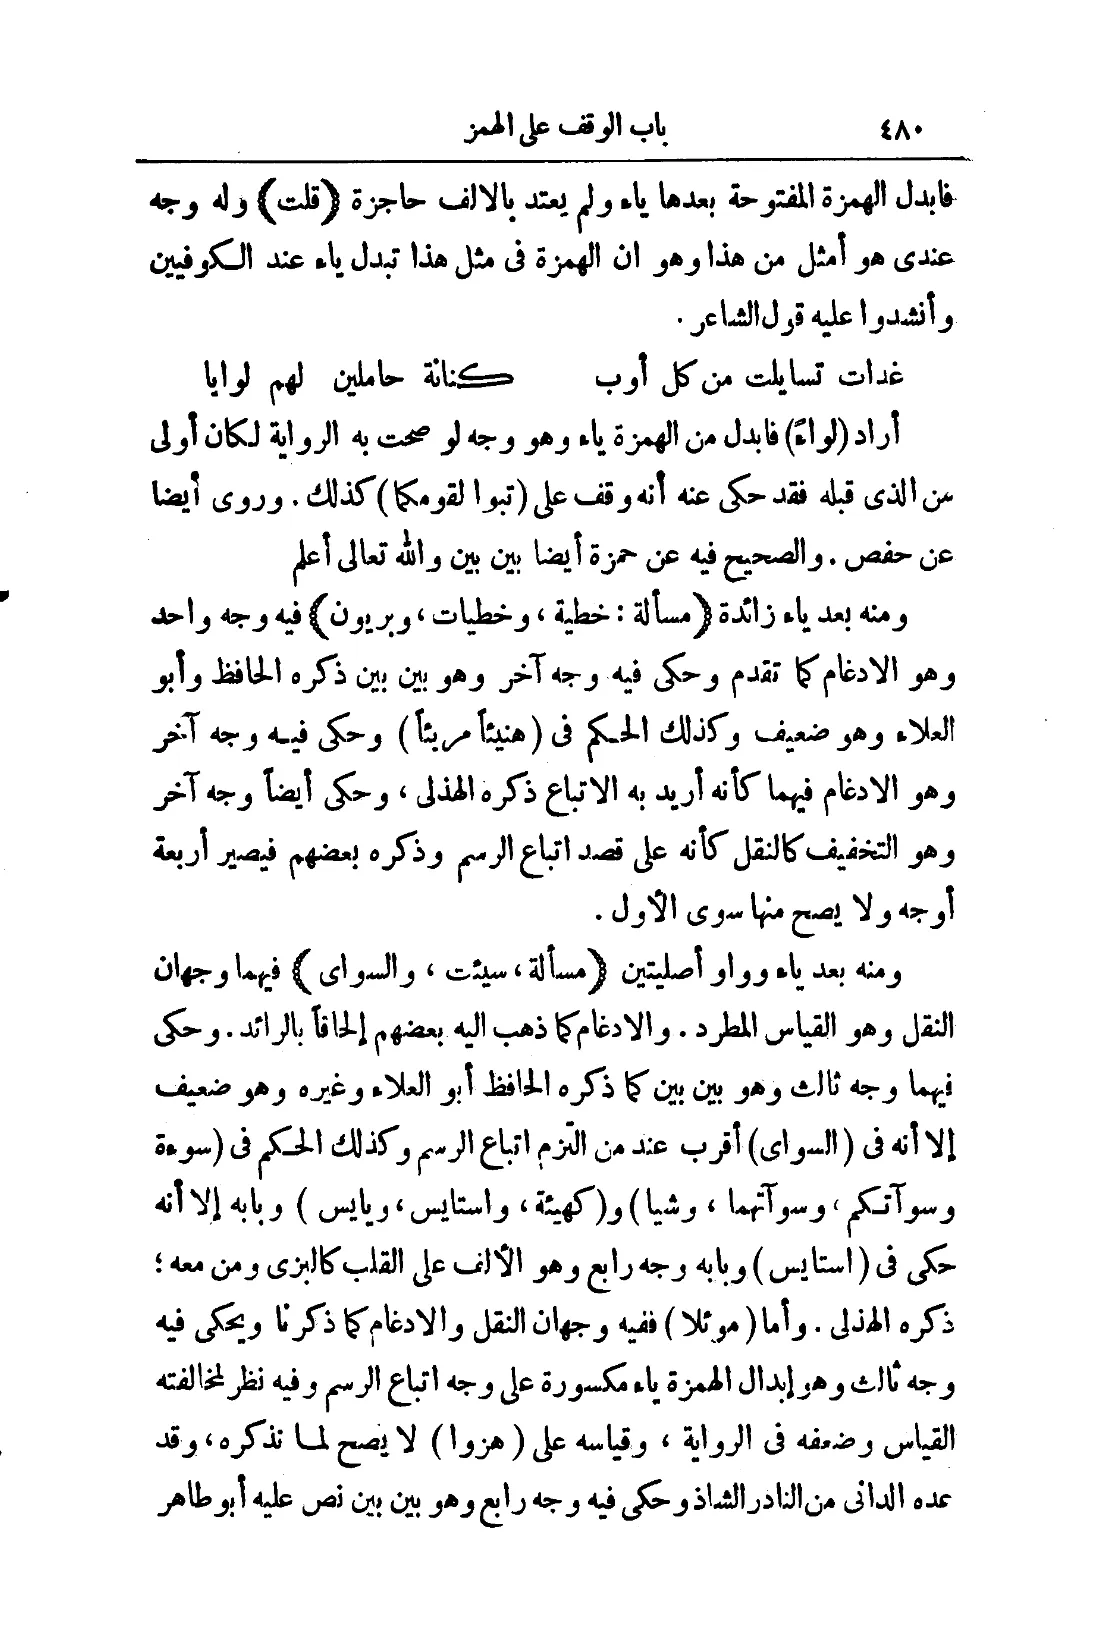 ٤٨٠ باب الوقف على الهمز
فابدل الهمزة المفتوحة بعدها ياء ولم يعتد بالالف حاجزة (قلت) وله وجه
عندى هو أمثل من هذا وهو ان الهمزة فى مثل هذا تبدل ياء عند الكوفيين
وأنشدوا عليه قول الشاعر .
غدات تسايلت من كل أوب كنانة حاملين لهم لوايا
أراد (لواءً) فابدل من الهمزة ياء وهو وجه لو صحت به الرواية لكان أولى
من الذى قبله فقد حكى عنه أنه وقف على (تبوا لقومكما) كذلك . وروى أيضا
عن حفص . والصحيح فيه عن حمزة أيضا بين بين والله تعالى أعلم
ومنه بعد ياء زائدة (مسألة : خطية ، وخطيات ، وبريون) فيه وجه واحد
وهو الادغام كما تقدم وحكى فيه وجه آخر وهو بين بين ذكره الحافظ وأبو
العلاء وهو ضعيف وكذلك الحكم فى (هنيئاً مريئاً) وحكى فيه وجه آخر
وهو الادغام فيهما كأنه أريد به الاتباع ذكره الهذلى ، وحكى أيضاً وجه آخر
وهو التخفيف كالنقل كأنه على قصد اتباع الرسم وذكره بعضهم فيصير أربعة
أوجه ولا يصح منها سوى الأول .
ومنه بعد ياء وواو أصليتين (مسألة ، سيئت ، والسواى) فيهما وجهان
النقل وهو القياس المطرد . والادغام كما ذهب اليه بعضهم إلحاقاً بالزائد . وحكى
فيهما وجه ثالث وهو بين بين كما ذكره الحافظ أبو العلاء وغيره وهو ضعيف
إلا أنه فى (السواى) أقرب عند من التزم اتباع الرسم وكذلك الحكم فى (سوءة
وسوآتكم ، وسوآتهما ، وشيا) و(كهيئة ، واستايس ، ويايس) وبابه إلا أنه
حكى فى (استايس) وبابه وجه رابع وهو الألف على القلب كالبزى ومن معه ؛
ذكره الهذلى . وأما (موئلا) ففيه وجهان النقل والادغام كما ذكرنا ويحكى فيه
وجه ثالث وهو إبدال الهمزة ياء مكسورة على وجه اتباع الرسم وفيه نظر لمخالفته
القياس وضعفه فى الرواية ، وقياسه على (هزوا) لا يصح لما نذكره ، وقد
عده الدانى من النادر الشاذ وحكى فيه وجه رابع وهو بين بين نص عليه أبو طاهر